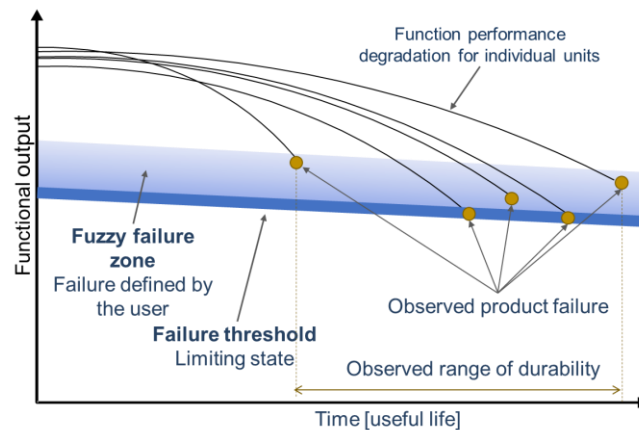 Function performance
degradation for individual units
Functional output
Fuzzy failure
zone
Failure defined by
the user
Failure threshold
Limiting state
Observed product failure
Observed range of durability
Time [useful life]